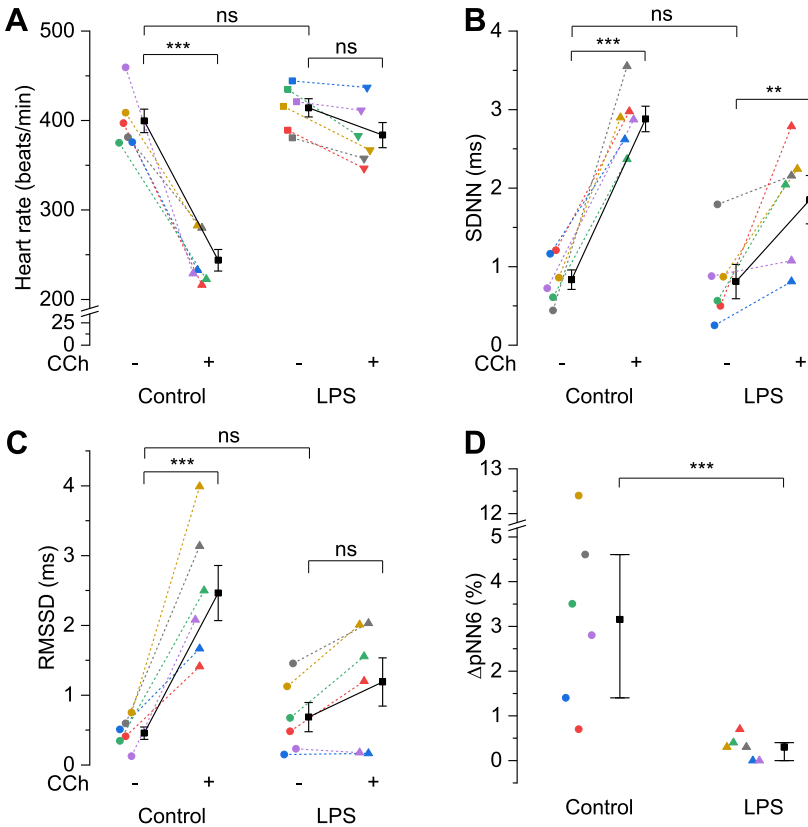 A
ns
ns
***
Heart rate (beats/min)
500
400
300
200
25
0
CCh
-
+
-
+
Control
LPS
B
ns
***
**
SDNN (ms)
4
3
2
1
0
CCh
-
+
-
+
Control
LPS
C
ns
***
ns
RMSSD (ms)
4
3
2
1
0
CCh
-
+
-
+
Control
LPS
D
***
ΔpNN6 (%)
13
12
5
4
3
2
1
0
Control
LPS